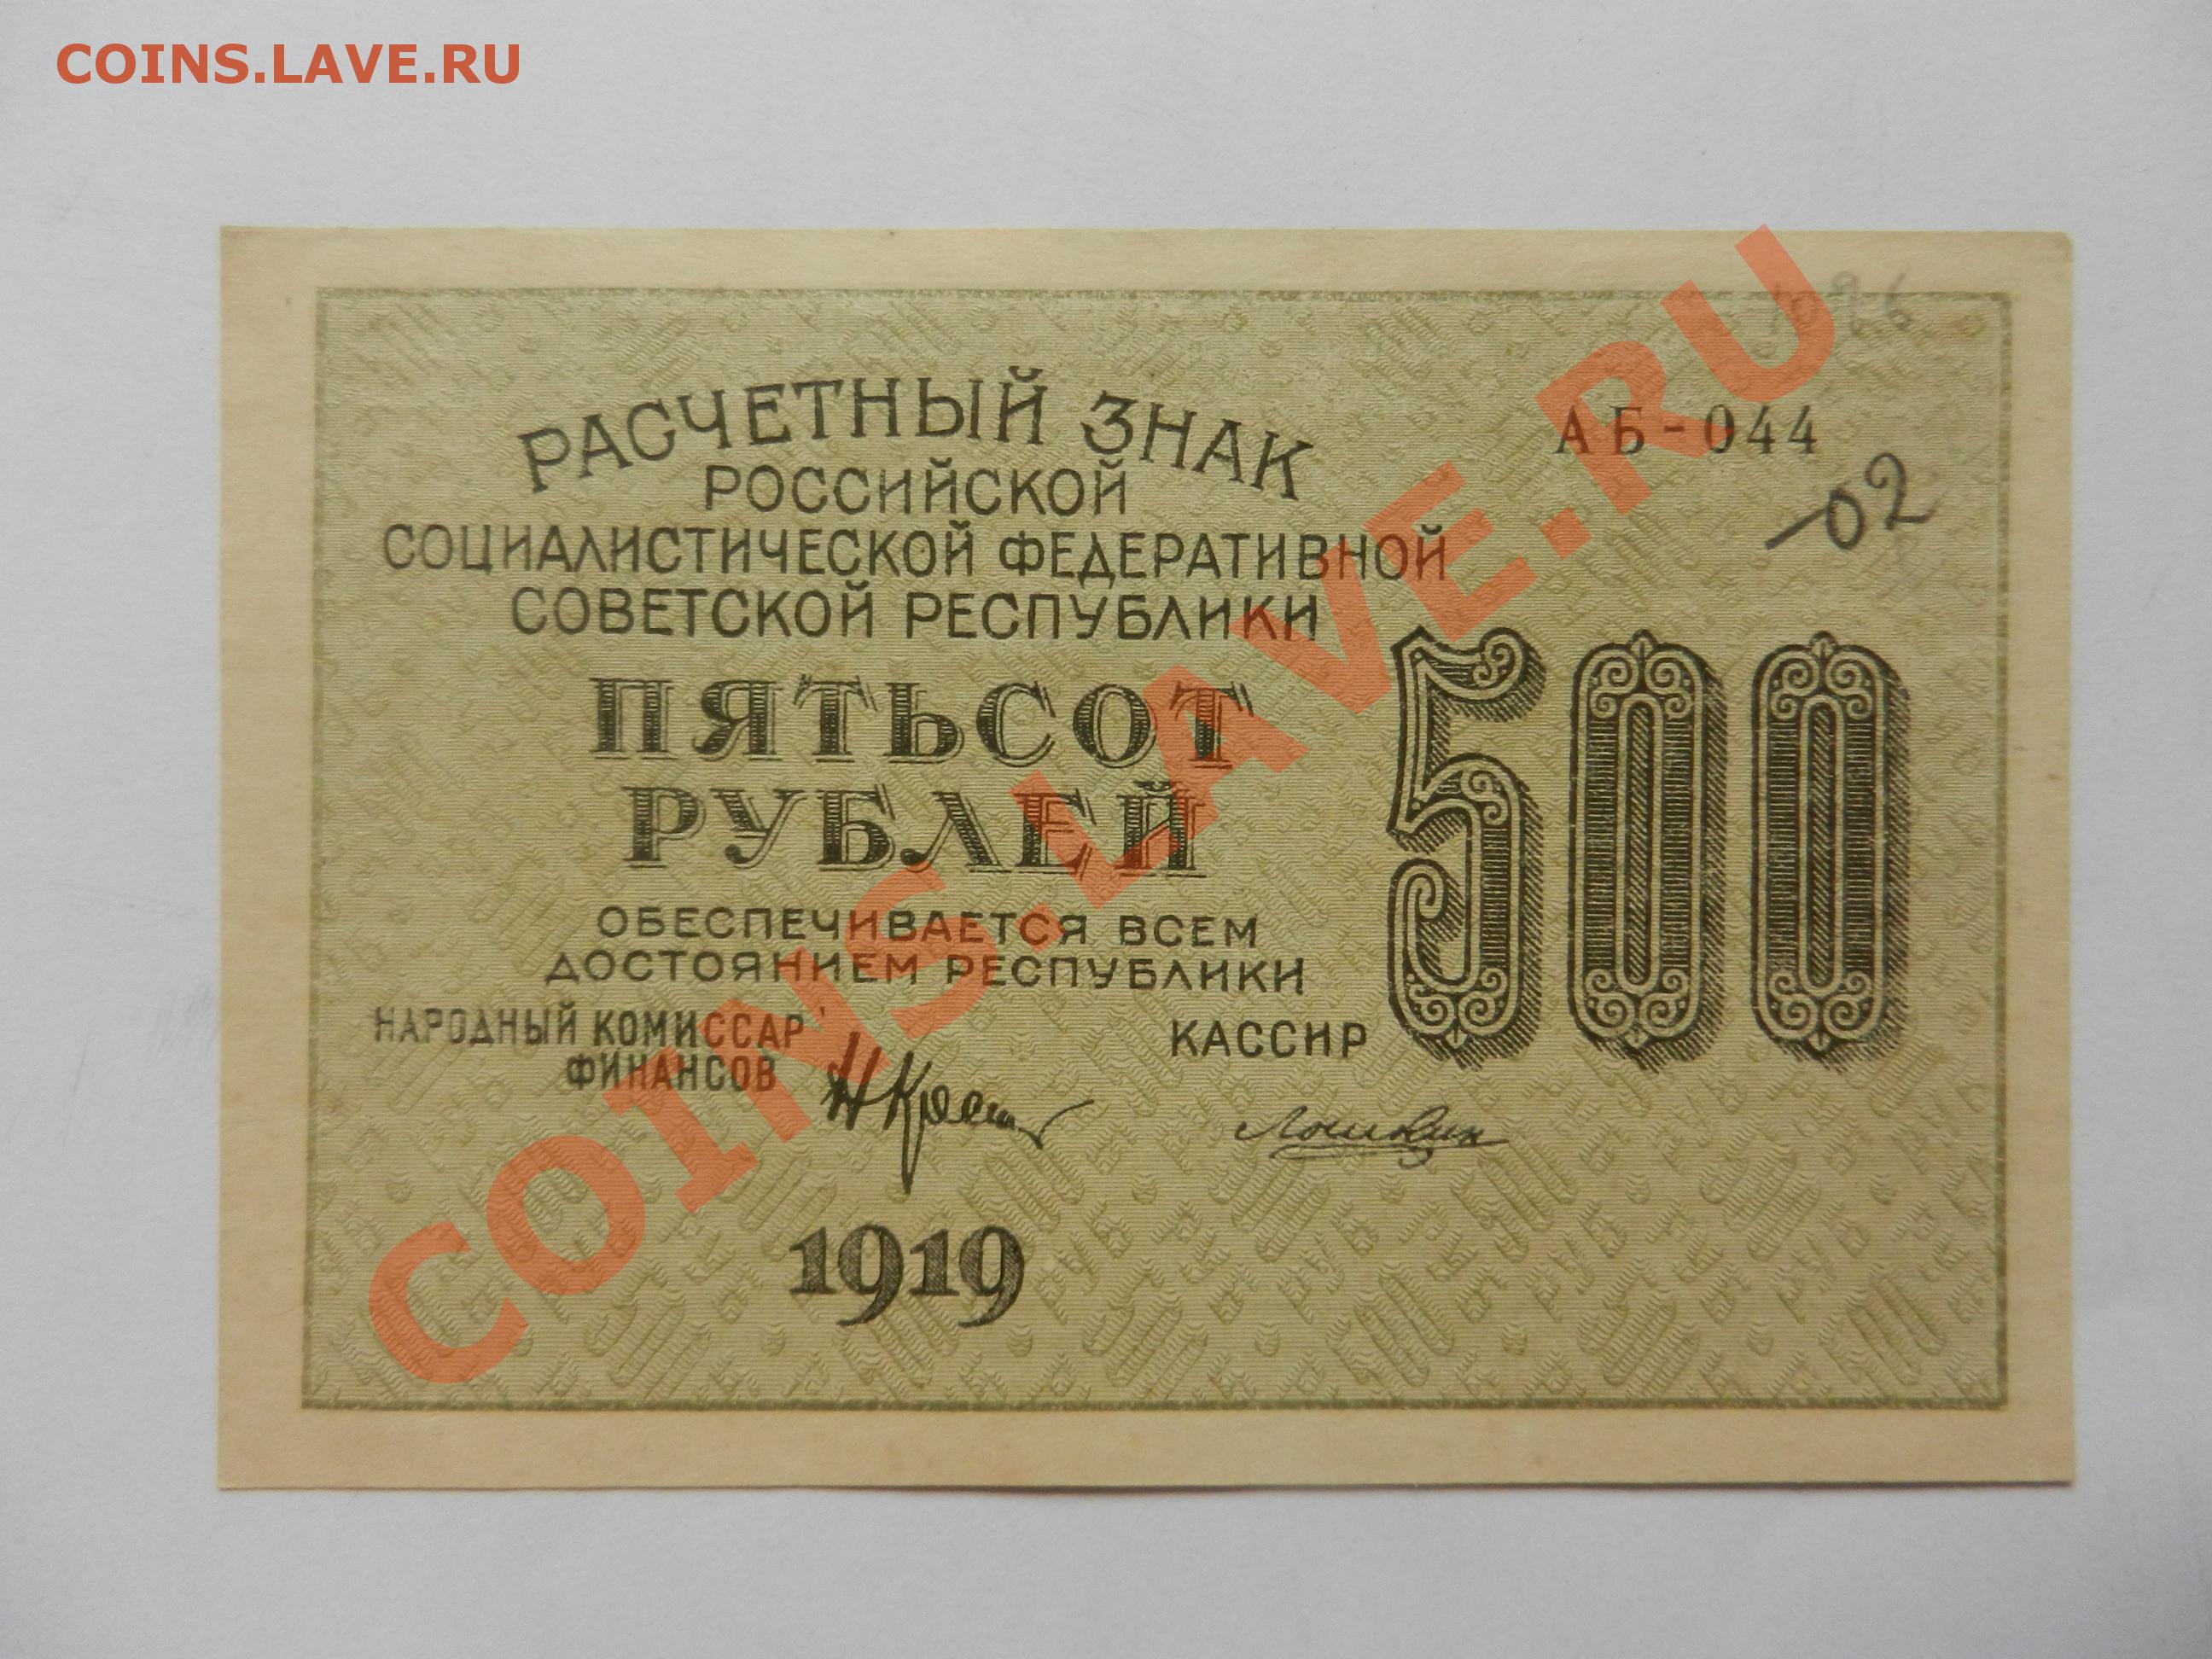 COINS.LAVE.RU
РАСЧЕТНЫЙ ЗНАК
РОССИЙСКОЙ
СОЦИАЛИСТИЧЕСКОЙ ФЕДЕРАТИВНОЙ
СОВЕТСКОЙ РЕСПУБЛИКИ
АБ-044
-02
ПЯТЬСОТ
РУБЛЕЙ
500
ОБЕСПЕЧИВАЕТСЯ ВСЕМ
ДОСТОЯНИЕМ РЕСПУБЛИКИ
НАРОДНЫЙ КОМИССАР
ФИНАНСОВ
КАССИР
1919
COINS.LAVE.RU